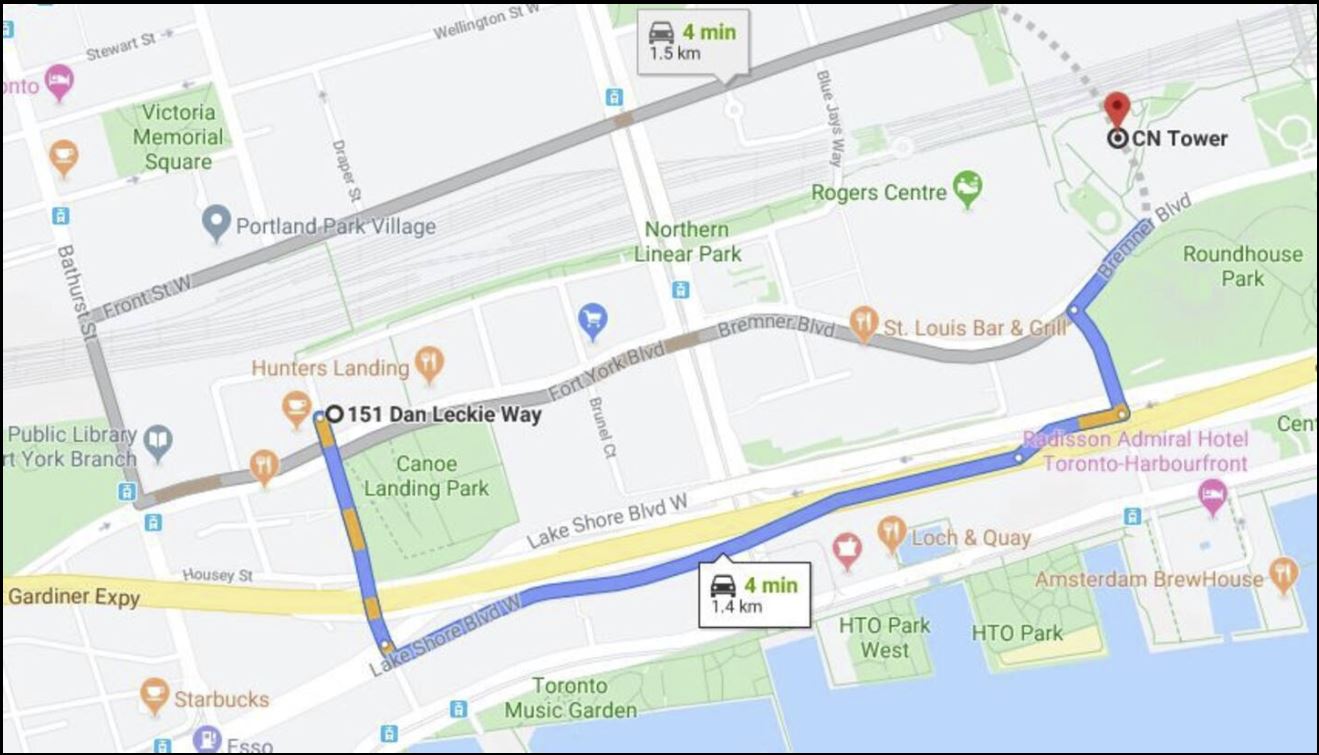 Stewart St
Wellington St W
4 min
1.5 km
onto
Victoria
Memorial
Square
Draper St
Blue Jays Way
CN Tower
Rogers Centre
Portland Park Village
Northern
Linear Park
Bremner Blvd
Roundhouse
Park
Bathurst St
Front St W
Bremner Blvd
St. Louis Bar & Grill
Hunters Landing
Fort York Blvd
151 Dan Leckie Way
Brunel Ct
Public Library
rt York Branch
Canoe
Landing Park
Radisson Admiral Hotel
Toronto-Harbourfront
Cent
Lake Shore Blvd W
Loch & Quay
Housey St
Gardiner Expy
4 min
1.4 km
Amsterdam BrewHouse
Lake Shore Blvd W
HTO Park
West
HTO Park
Starbucks
Toronto
Music Garden
Esso